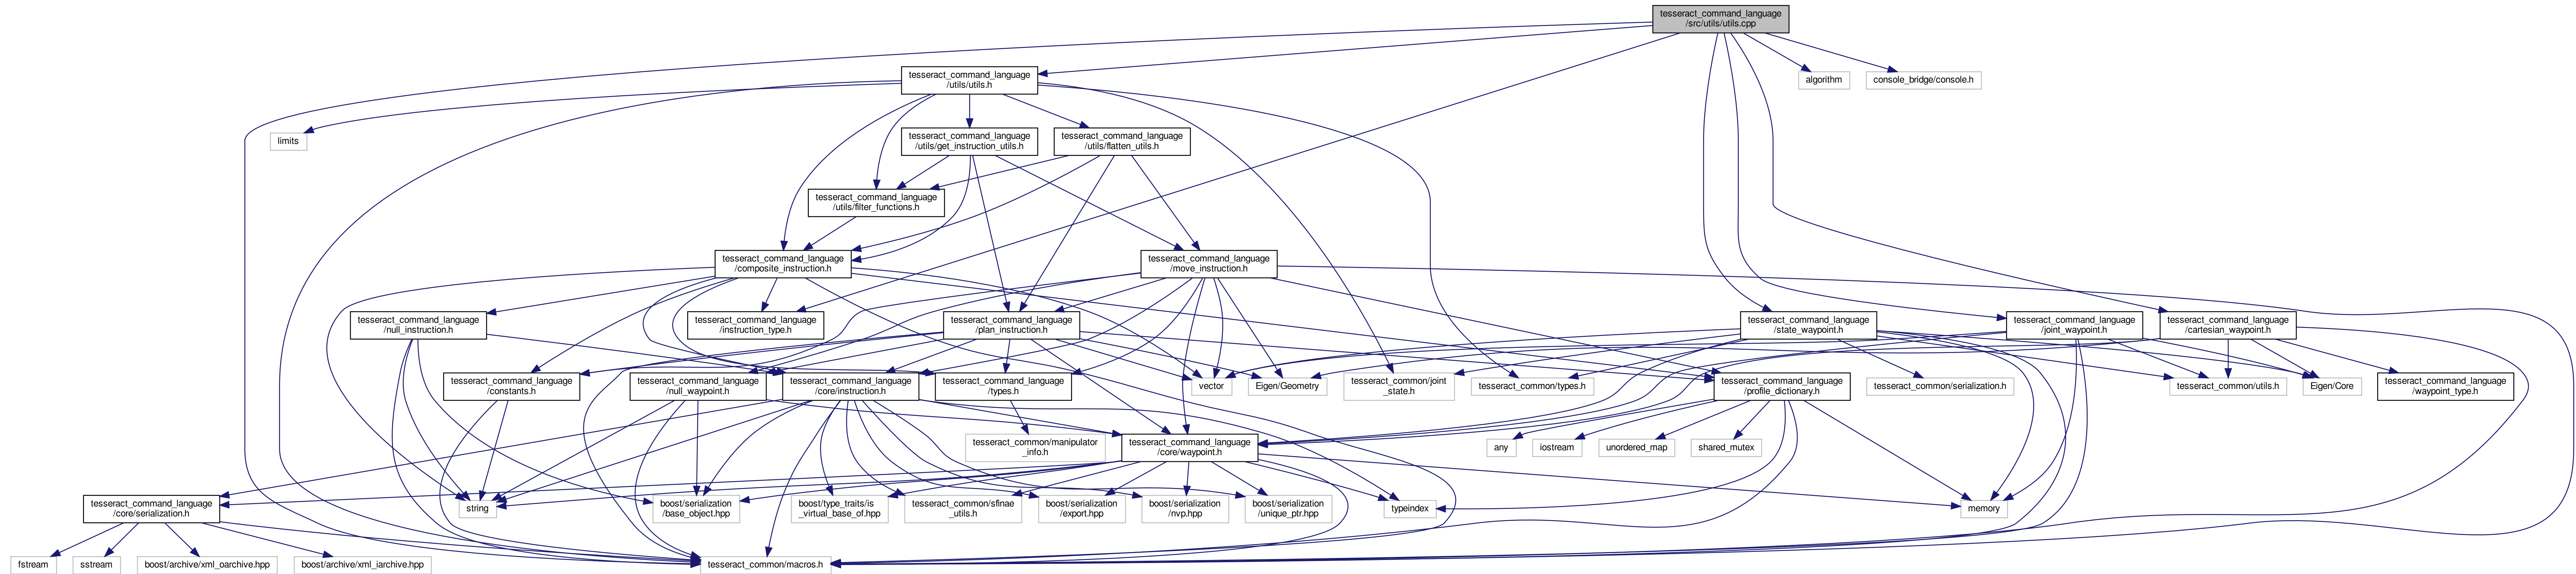 tesseract_command_language
/src/utils/utils.cpp
tesseract_command_language
/utils/utils.h
algorithm
console_bridge/console.h
limits
tesseract_command_language
/utils/get_instruction_utils.h
tesseract_command_language
/utils/flatten_utils.h
tesseract_command_language
/utils/filter_functions.h
tesseract_command_language
/composite_instruction.h
tesseract_command_language
/move_instruction.h
tesseract_command_language
/null_instruction.h
tesseract_command_language
/instruction_type.h
tesseract_command_language
/plan_instruction.h
tesseract_command_language
/state_waypoint.h
tesseract_command_language
/joint_waypoint.h
tesseract_command_language
/cartesian_waypoint.h
tesseract_command_language
/constants.h
tesseract_command_language
/null_waypoint.h
tesseract_command_language
/core/instruction.h
tesseract_command_language
/types.h
vector
Eigen/Geometry
tesseract_common/joint
_state.h
tesseract_common/types.h
tesseract_command_language
/profile_dictionary.h
tesseract_common/serialization.h
tesseract_common/utils.h
Eigen/Core
tesseract_command_language
/waypoint_type.h
tesseract_common/manipulator
_info.h
tesseract_command_language
/core/waypoint.h
any
iostream
unordered_map
shared_mutex
tesseract_command_language
/core/serialization.h
string
boost/serialization
/base_object.hpp
boost/type_traits/is
_virtual_base_of.hpp
tesseract_common/sfinae
_utils.h
boost/serialization
/export.hpp
boost/serialization
/nvp.hpp
boost/serialization
/unique_ptr.hpp
typeindex
memory
fstream
sstream
boost/archive/xml_oarchive.hpp
boost/archive/xml_iarchive.hpp
tesseract_common/macros.h